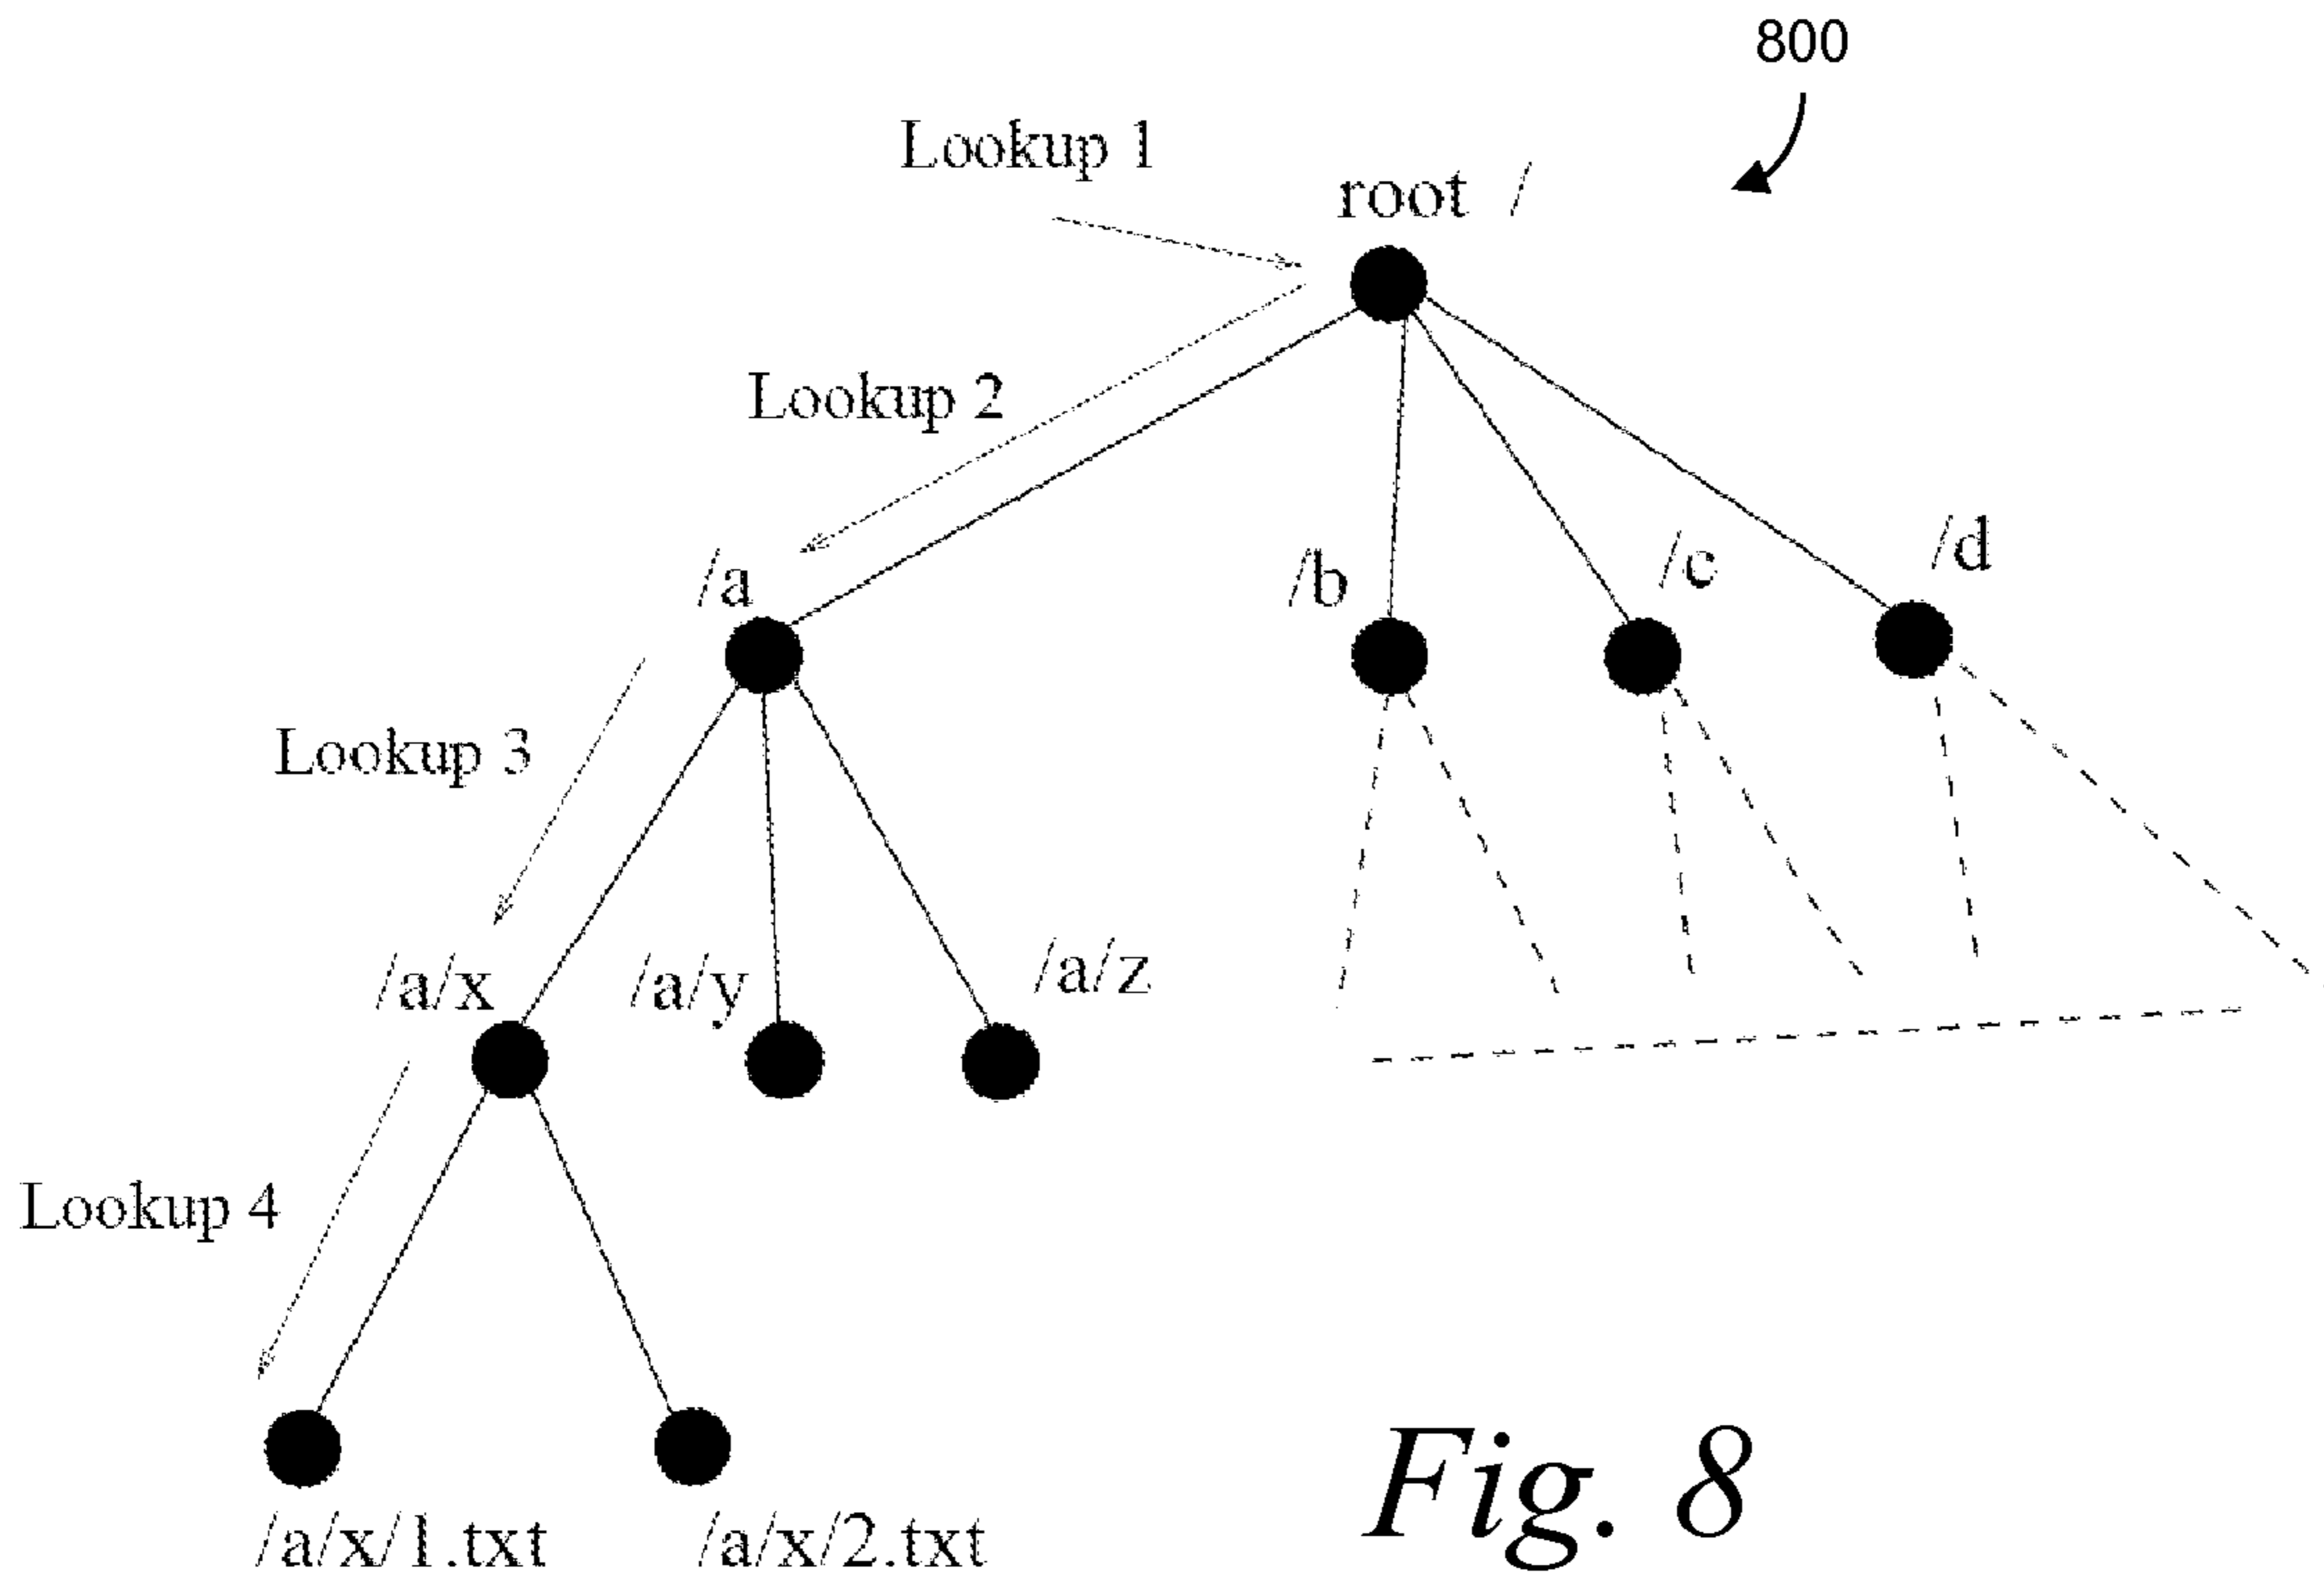 800
Lookup 1
root /
Lookup 2
/a
/b
/c
/d
Lookup 3
/a/x
/a/y
/a/z
Lookup 4
/a/x/1.txt
/a/x/2.txt
Fig. 8